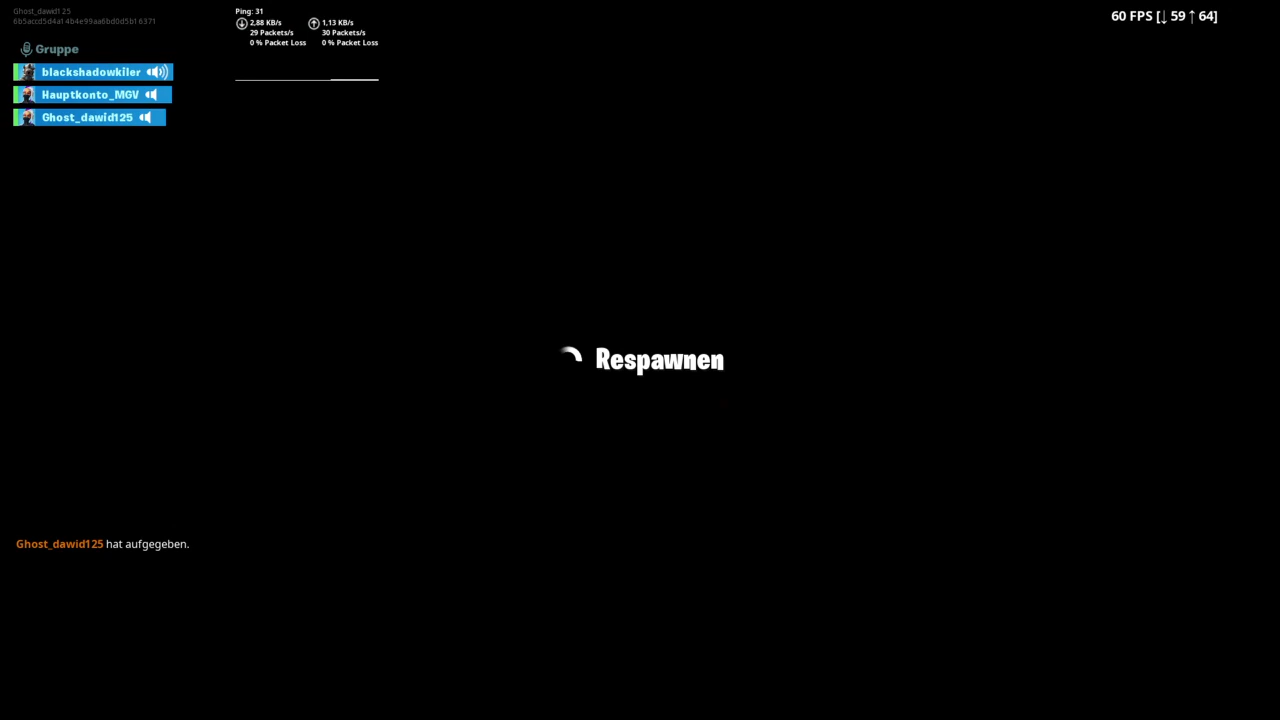 Ghost_dawid125
6b5accd5d4a14b4e99aa6bd0d5b16371
Ping: 31
2,88 KB/s 1,13 KB/s
29 Packets/s 30 Packets/s
0 % Packet Loss 0 % Packet Loss
60 FPS [↓ 59 ↑ 64]
Gruppe
blackshadowkiler
Hauptkonto_MGV
Ghost_dawid125
Respawnen
Ghost_dawid125 hat aufgegeben.